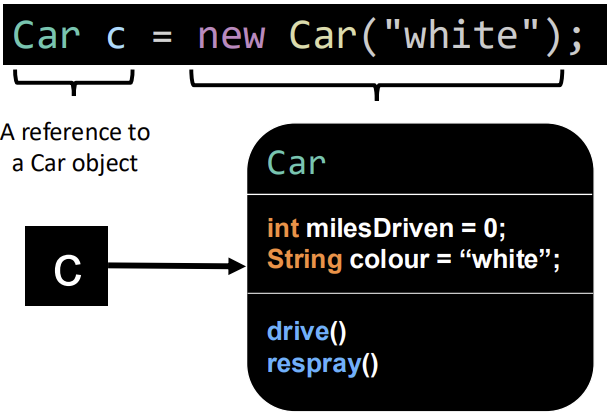 Car c = new Car("white");
A reference to
a Car object
Car
int milesDriven = 0;
String colour = “white”;
c
drive()
respray()